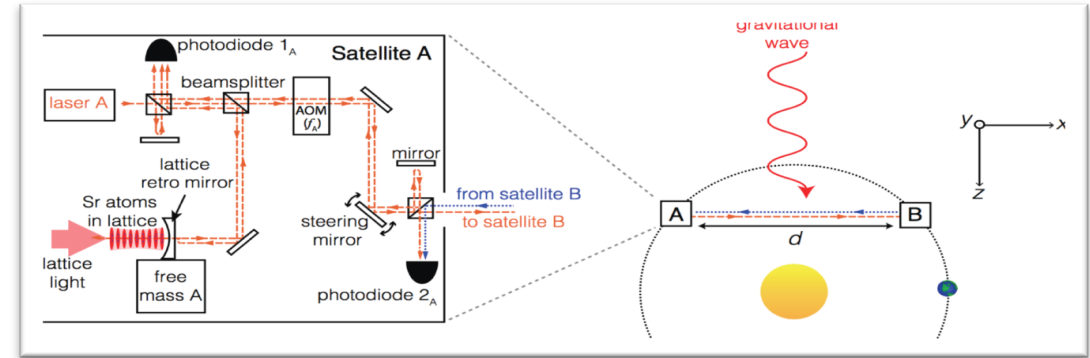 photodiode 1A
Satellite A
beamsplitter
laser A
AOM
(fA)
mirror
lattice
retro mirror
Sr atoms
in lattice
from satellite B
to satellite B
steering
mirror
lattice
light
free
mass A
photodiode 2A
gravitational
wave
y
x
z
A
B
d